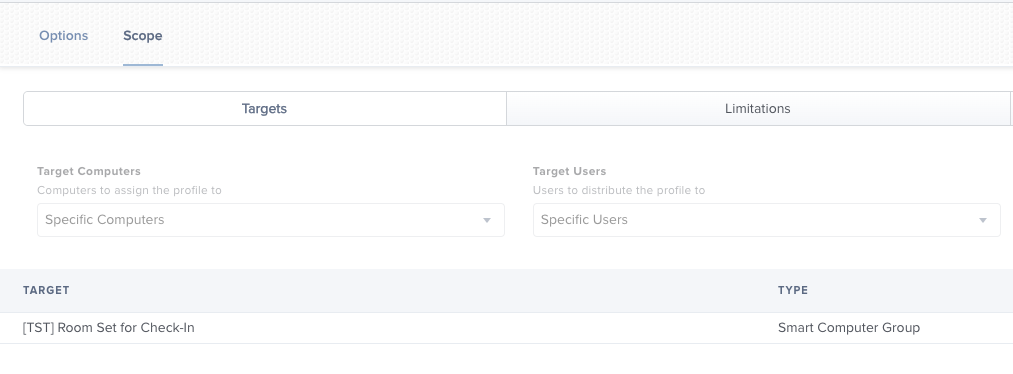 Options Scope
Targets Limitations
Target Computers Target Users
Computers to assign the profile to Users to distribute the profile to
Specific Computers Specific Users
TARGET TYPE
[TST] Room Set for Check-In Smart Computer Group